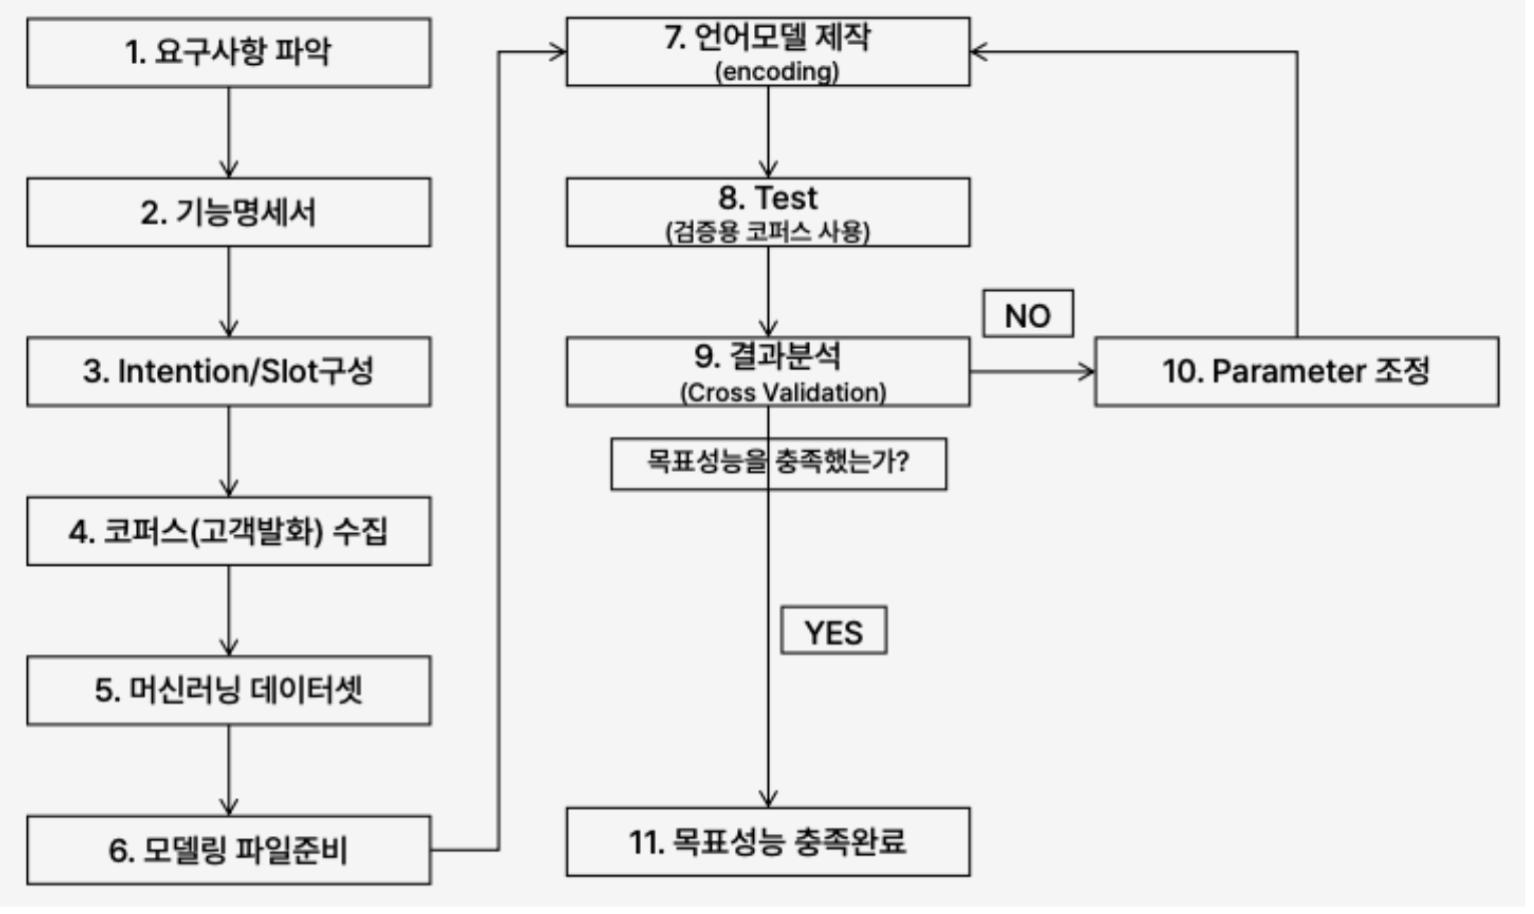 1. 요구사항 파악
2. 기능명세서
3. Intention/Slot구성
4. 코퍼스(고객발화) 수집
5. 머신러닝 데이터셋
6. 모델링 파일준비
7. 언어모델 제작
(encoding)
8. Test
(검증용 코퍼스 사용)
9. 결과분석
(Cross Validation)
NO
10. Parameter 조정
목표성능을 충족했는가?
YES
11. 목표성능 충족완료